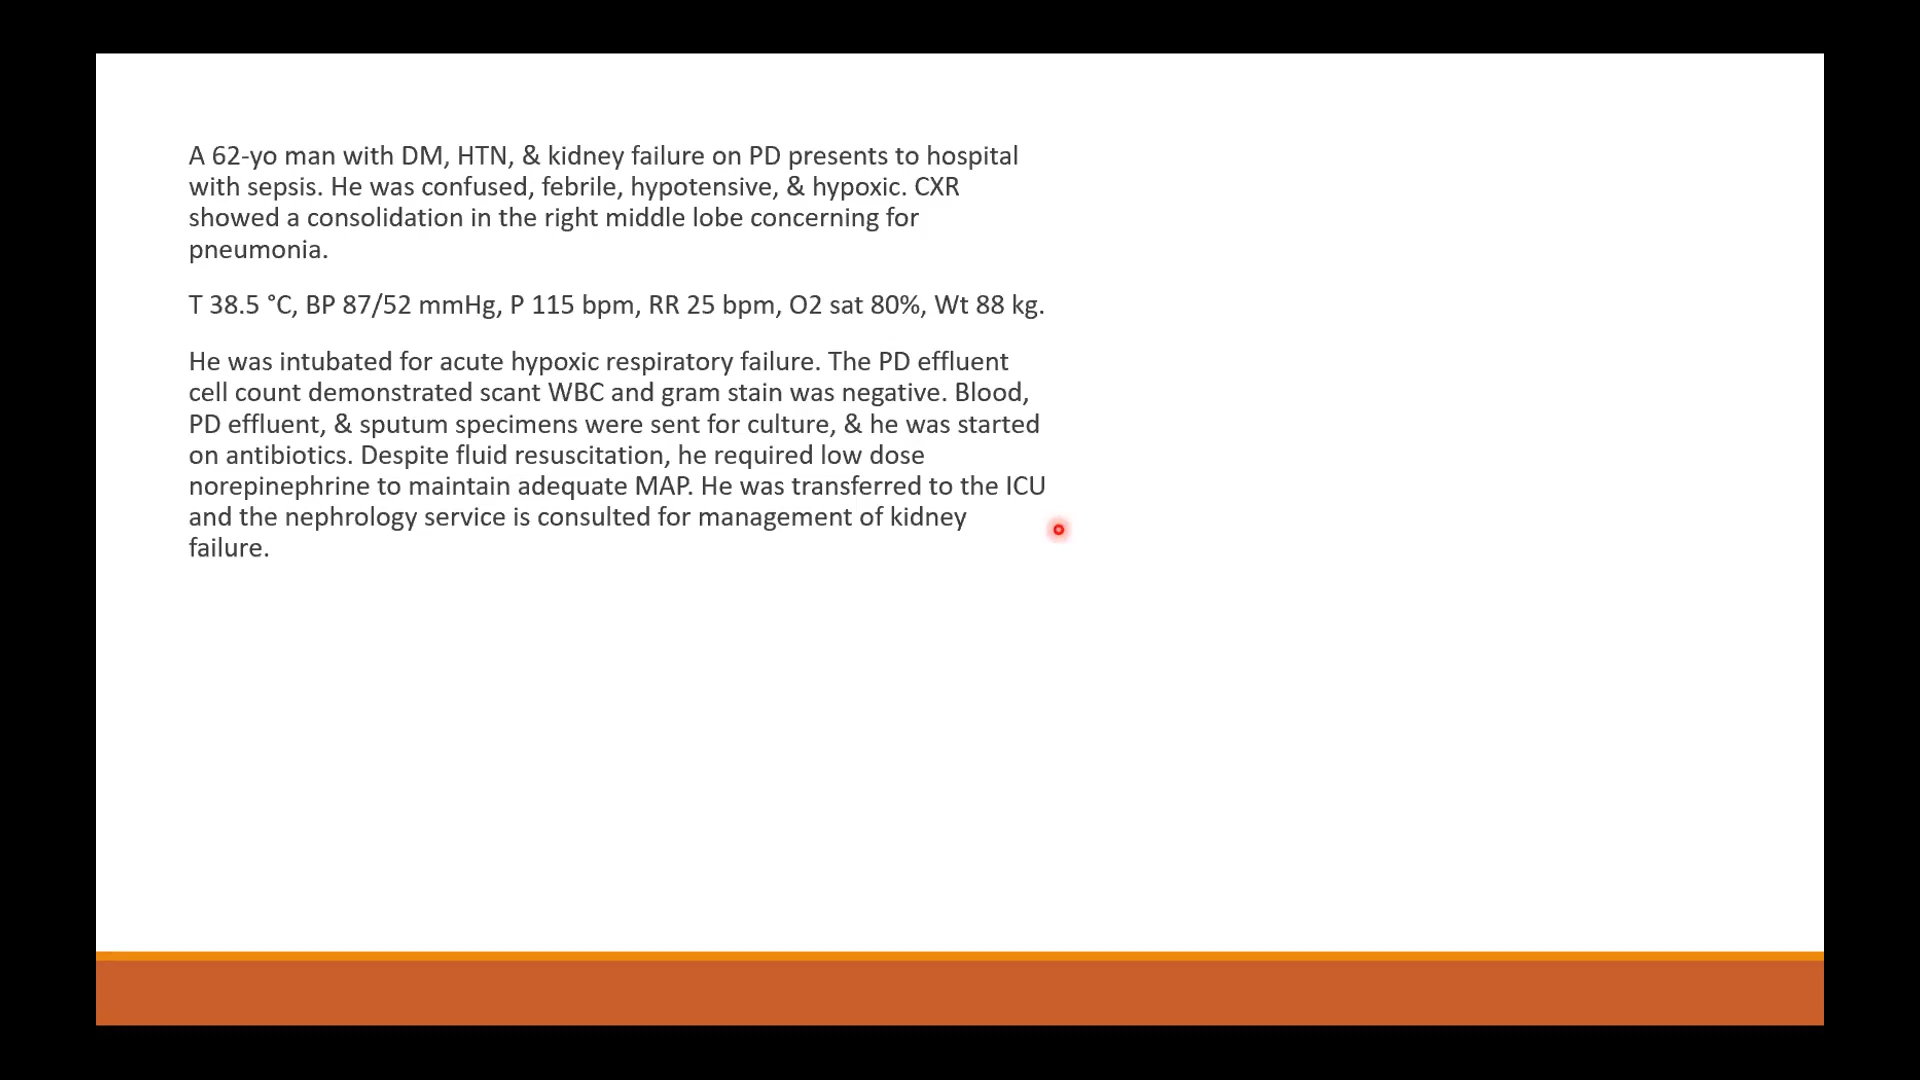 A 62-yo man with DM, HTN, & kidney failure on PD presents to hospital
with sepsis. He was confused, febrile, hypotensive, & hypoxic. CXR
showed a consolidation in the right middle lobe concerning for
pneumonia.
T 38.5 °C, BP 87/52 mmHg, P 115 bpm, RR 25 bpm, O2 sat 80%, Wt 88 kg.
He was intubated for acute hypoxic respiratory failure. The PD effluent
cell count demonstrated scant WBC and gram stain was negative. Blood,
PD effluent, & sputum specimens were sent for culture, & he was started
on antibiotics. Despite fluid resuscitation, he required low dose
norepinephrine to maintain adequate MAP. He was transferred to the ICU
and the nephrology service is consulted for management of kidney
failure.